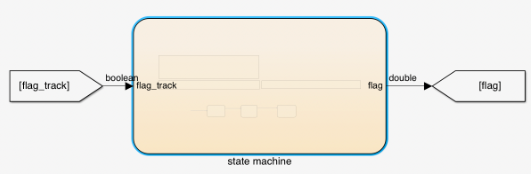 boolean
double
[flag_track]
flag_track
flag
[flag]
state machine